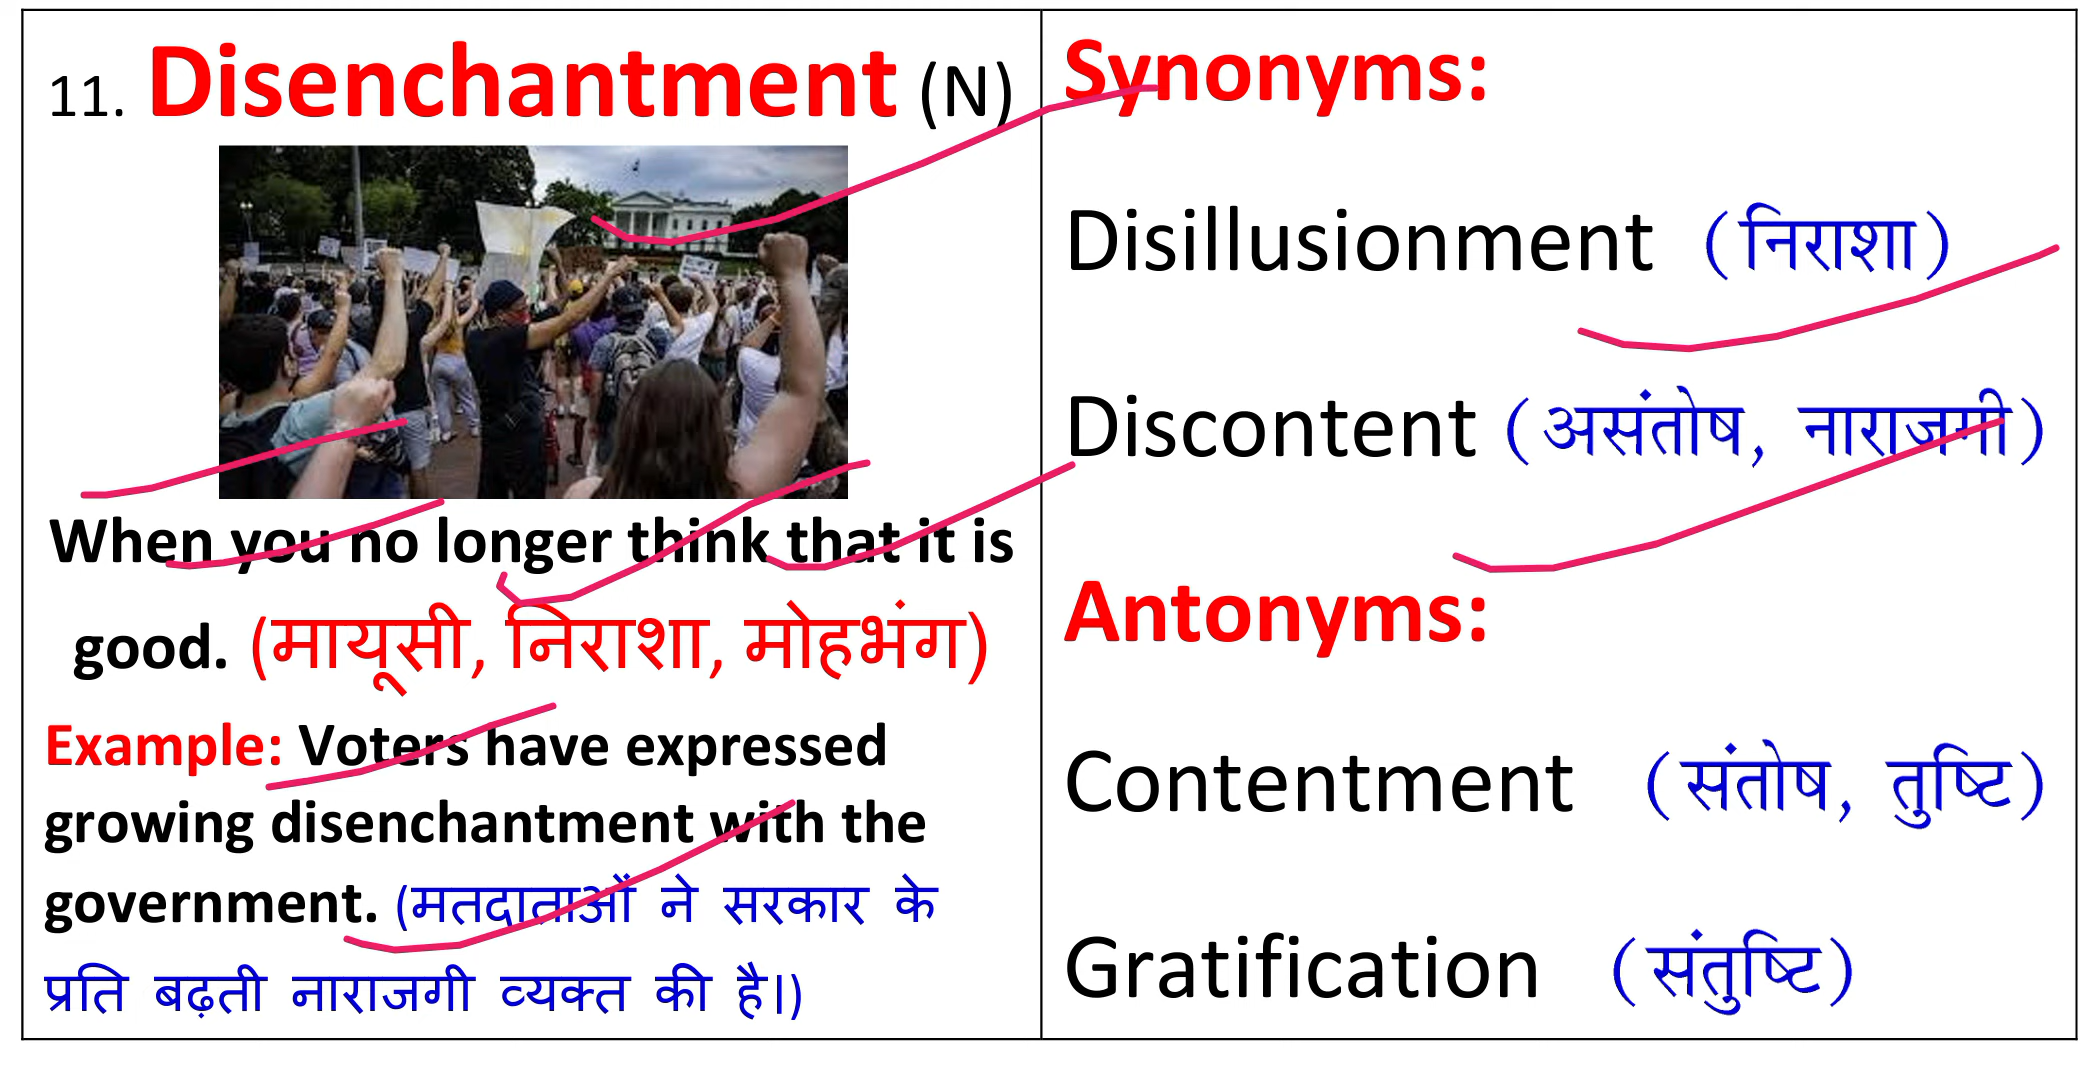 11. Disenchantment (N)
When you no longer think that it is
good. (मायूसी, निराशा, मोहभंग)
Example: Voters have expressed
growing disenchantment with the
government. (मतदाताओं ने सरकार के
प्रति बढ़ती नाराजगी व्यक्त की है।)
Synonyms:
Disillusionment (निराशा)
Discontent (असंतोष, नाराजगी)
Antonyms:
Contentment (संतोष, तुष्टि)
Gratification (संतुष्टि)